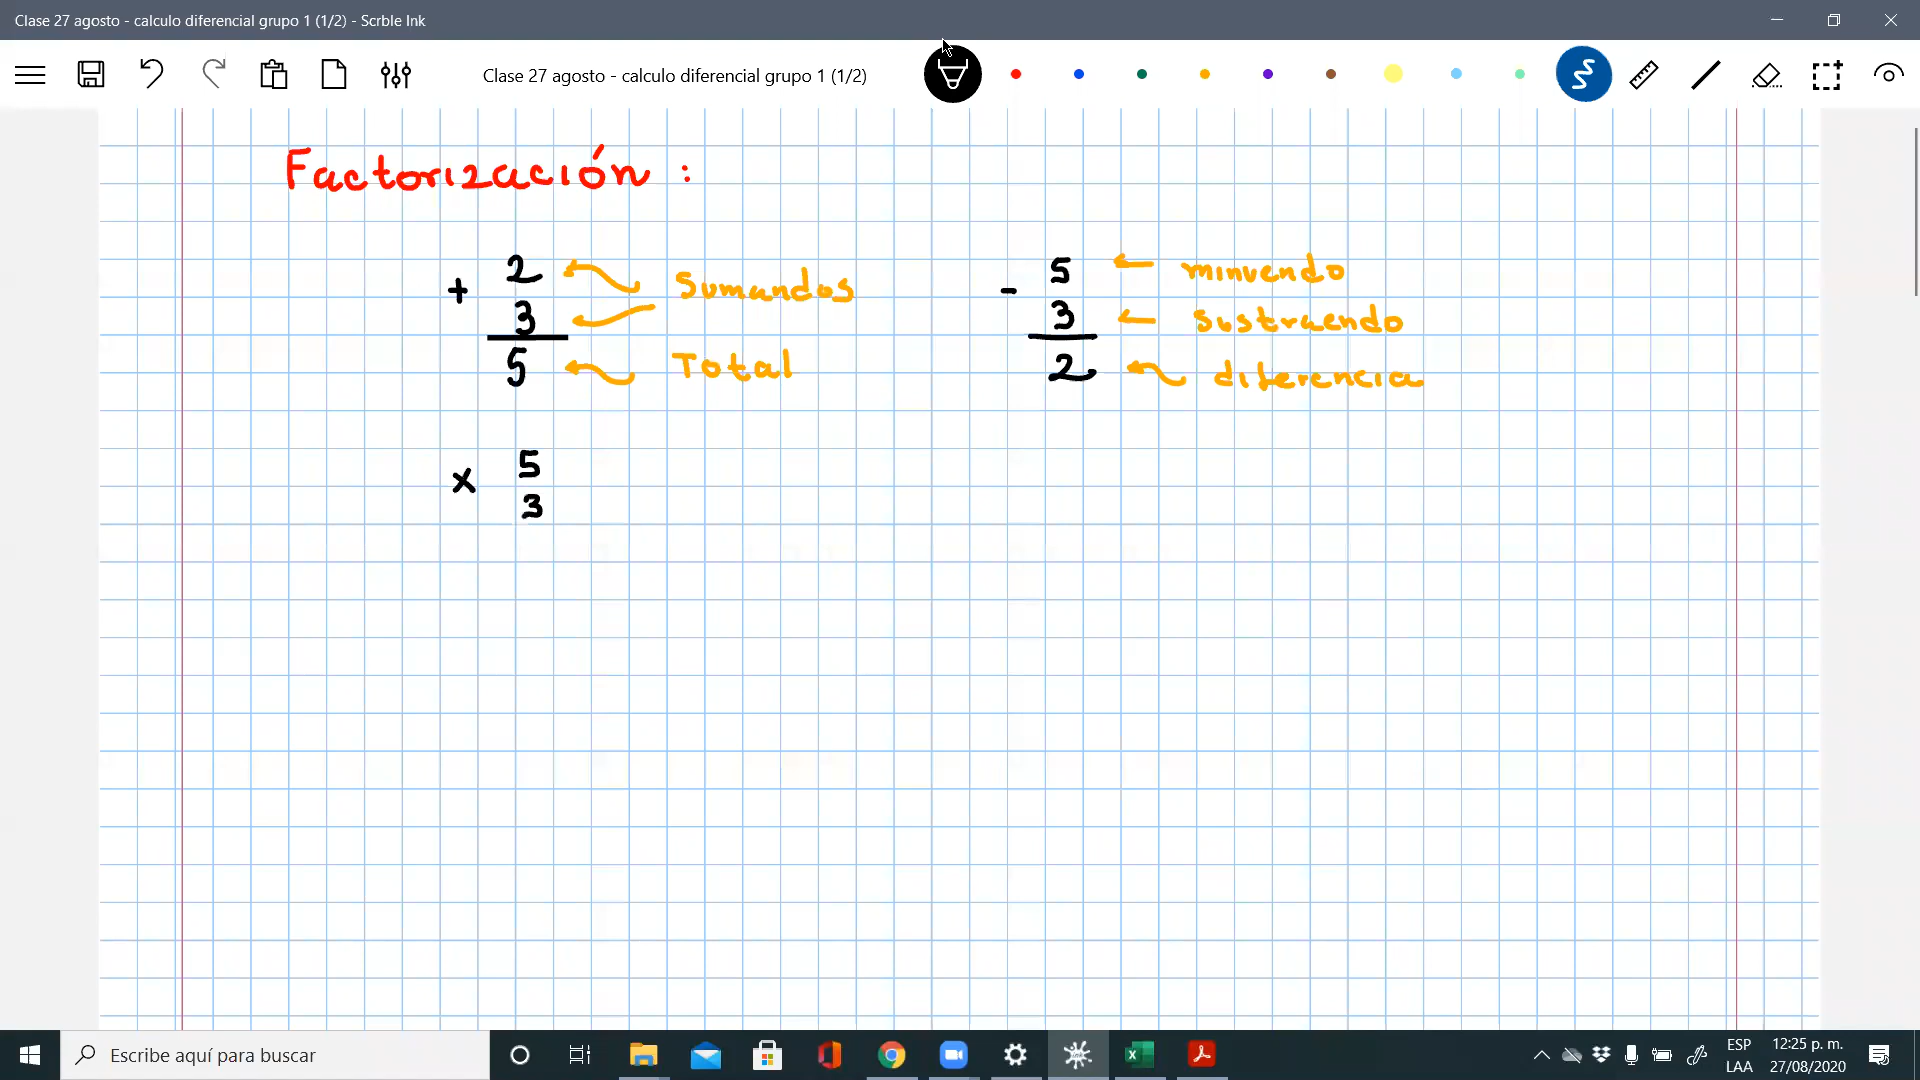 Clase 27 agosto - calculo diferencial grupo 1 (1/2) - Scrble Ink
Clase 27 agosto - calculo diferencial grupo 1 (1/2)
Factorización :
+ 2
3
5
Sumandos
Total
- 5
3
2
minuendo
sustraendo
diferencia
x 5
3
Escribe aquí para buscar
ESP
LAA
12:25 p. m.
27/08/2020